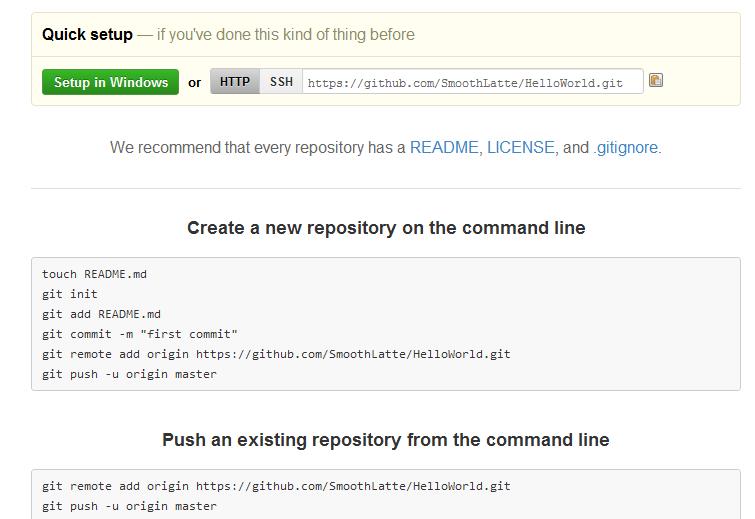 Quick setup — if you've done this kind of thing before
Setup in Windows or HTTP SSH https://github.com/SmoothLatte/HelloWorld.git
We recommend that every repository has a README, LICENSE, and .gitignore.
Create a new repository on the command line
touch README.md
git init
git add README.md
git commit -m "first commit"
git remote add origin https://github.com/SmoothLatte/HelloWorld.git
git push -u origin master
Push an existing repository from the command line
git remote add origin https://github.com/SmoothLatte/HelloWorld.git
git push -u origin master